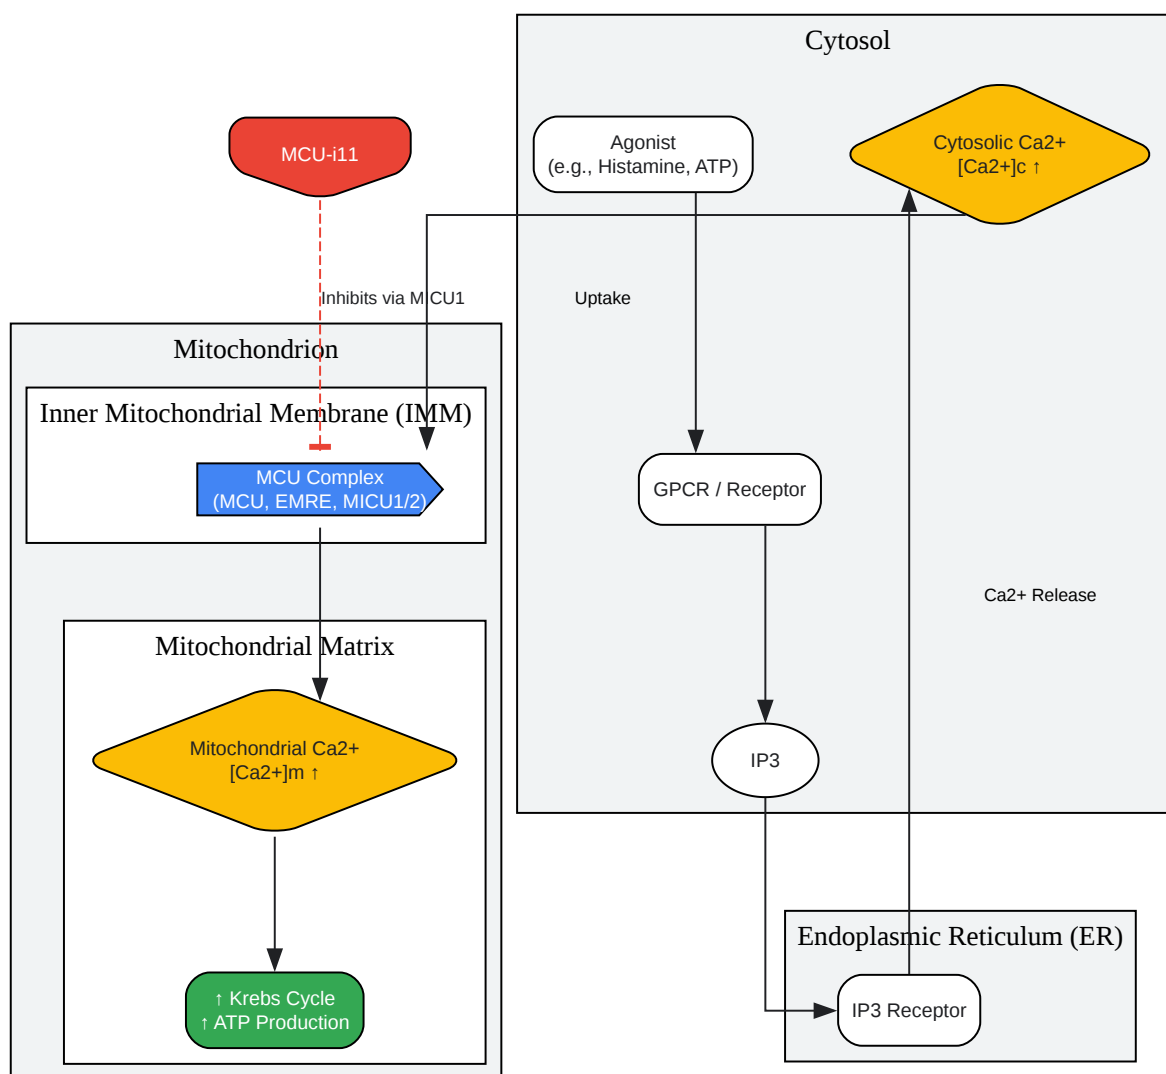 Cytosol
MCU-i11
Agonist
(e.g., Histamine, ATP)
Cytosolic Ca2+
[Ca2+]c ↑
Inhibits via MICU1
Uptake
Mitochondrion
Inner Mitochondrial Membrane (IMM)
MCU Complex
(MCU, EMRE, MICU1/2)
GPCR / Receptor
Ca2+ Release
Mitochondrial Matrix
Mitochondrial Ca2+
[Ca2+]m ↑
IP3
Endoplasmic Reticulum (ER)
IP3 Receptor
↑ Krebs Cycle
↑ ATP Production